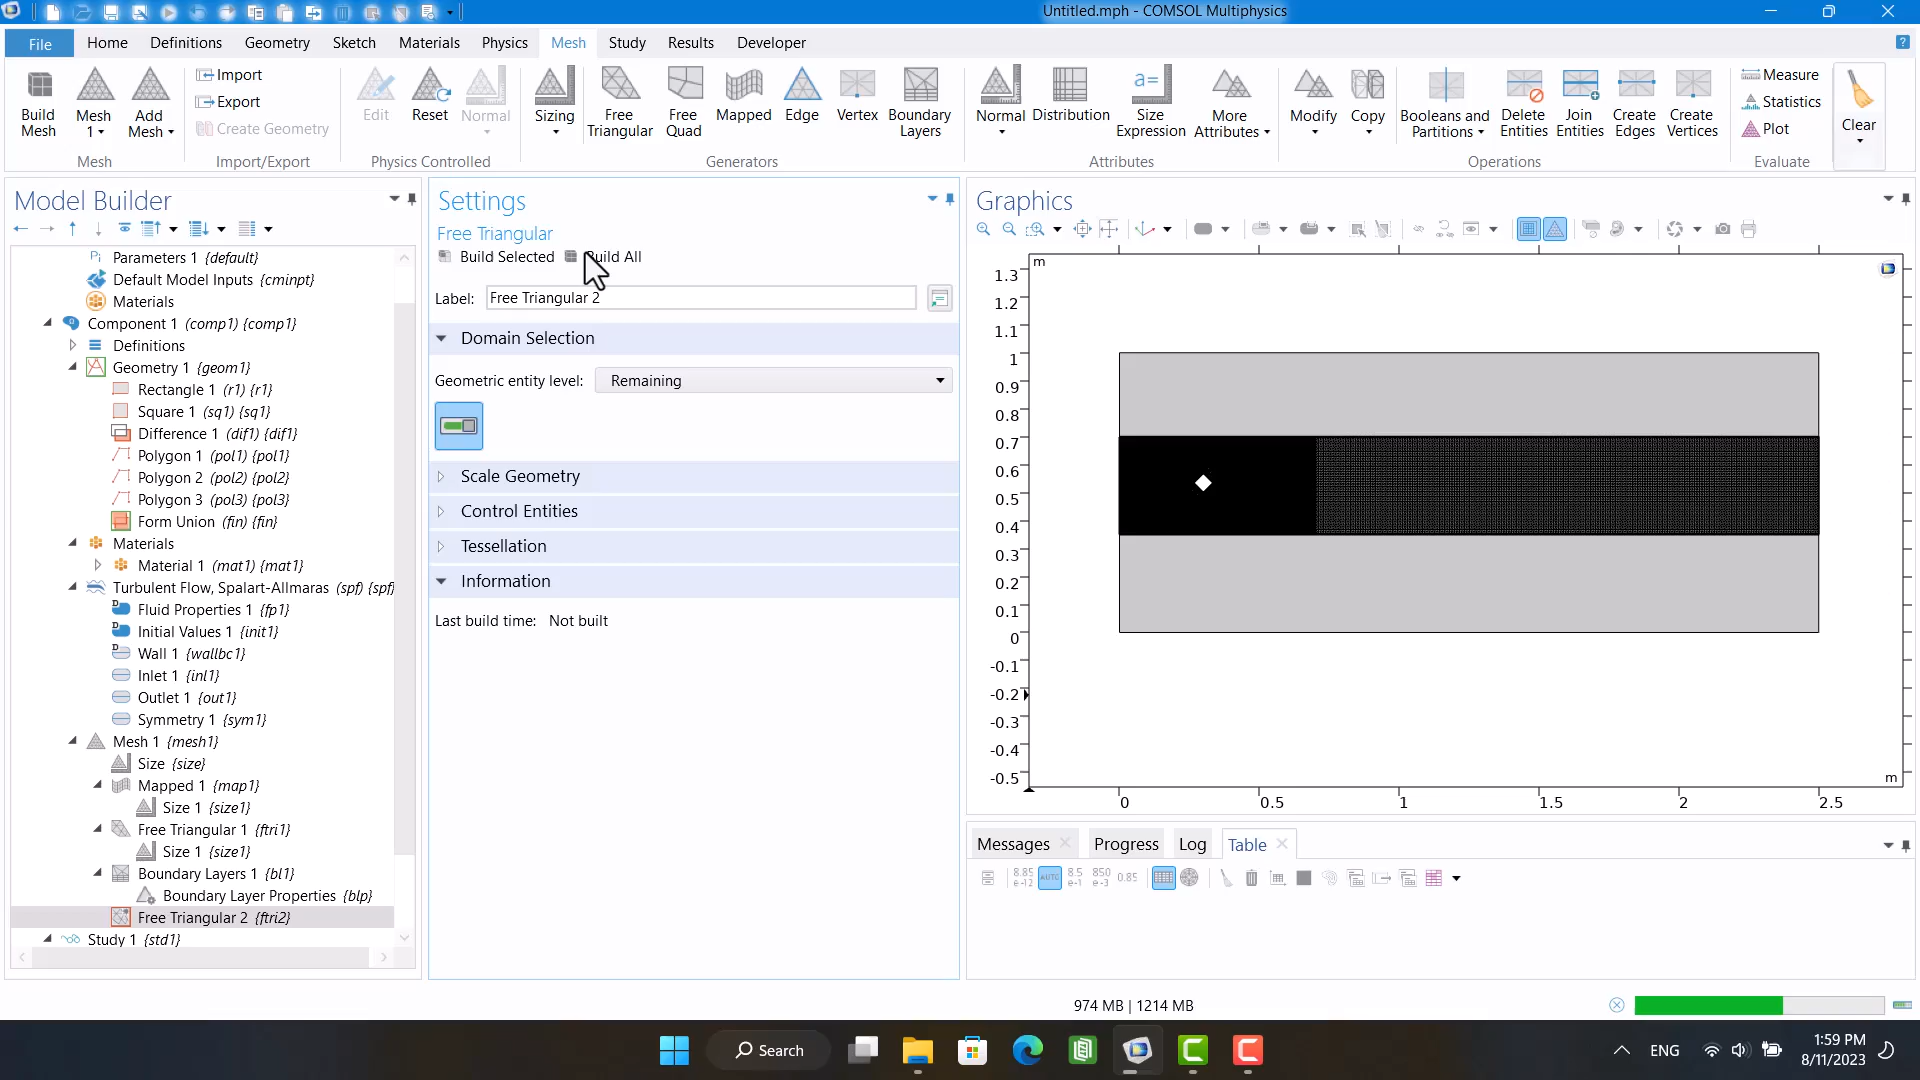 Untitled.mph - COMSOL Multiphysics
File Home Definitions Geometry Sketch Materials Physics Mesh Study Results Developer
Build Mesh
Mesh 1
Add Mesh
Mesh
Import
Export
Create Geometry
Import/Export
Edit
Reset
Normal
Physics Controlled
Sizing
Free Triangular
Free Quad
Mapped
Edge
Vertex
Boundary Layers
Generators
Normal
Distribution
Size Expression
More Attributes
Attributes
Modify
Copy
Booleans and Partitions
Delete Entities
Join Entities
Create Edges
Create Vertices
Operations
Measure
Statistics
Plot
Evaluate
Clear
Model Builder
Parameters 1 {default}
Default Model Inputs {cminpt}
Materials
Component 1 (comp1) {comp1}
Definitions
Geometry 1 {geom1}
Rectangle 1 (r1) {r1}
Square 1 (sq1) {sq1}
Difference 1 (dif1) {dif1}
Polygon 1 (pol1) {pol1}
Polygon 2 (pol2) {pol2}
Polygon 3 (pol3) {pol3}
Form Union (fin) {fin}
Materials
Material 1 (mat1) {mat1}
Turbulent Flow, Spalart-Allmaras (spf) {spf}
Fluid Properties 1 {fp1}
Initial Values 1 {init1}
Wall 1 {wallbc1}
Inlet 1 {inl1}
Outlet 1 {out1}
Symmetry 1 {sym1}
Mesh 1 {mesh1}
Size {size}
Mapped 1 {map1}
Size 1 {size1}
Free Triangular 1 {ftri1}
Size 1 {size1}
Boundary Layers 1 {bl1}
Boundary Layer Properties {blp}
Free Triangular 2 {ftri2}
Study 1 {std1}
Settings
Free Triangular
Build Selected Build All
Label: Free Triangular 2
Domain Selection
Geometric entity level: Remaining
Scale Geometry
Control Entities
Tessellation
Information
Last build time: Not built
Graphics
m
1.3
1.2
1.1
1
0.9
0.8
0.7
0.6
0.5
0.4
0.3
0.2
0.1
0
-0.1
-0.2
-0.3
-0.4
-0.5
m
0 0.5 1 1.5 2 2.5
Messages Progress Log Table
8.85 e-12 AUTO 8.5 e-1 850 e-3 0.85
974 MB | 1214 MB
Search
ENG
1:59 PM
8/11/2023